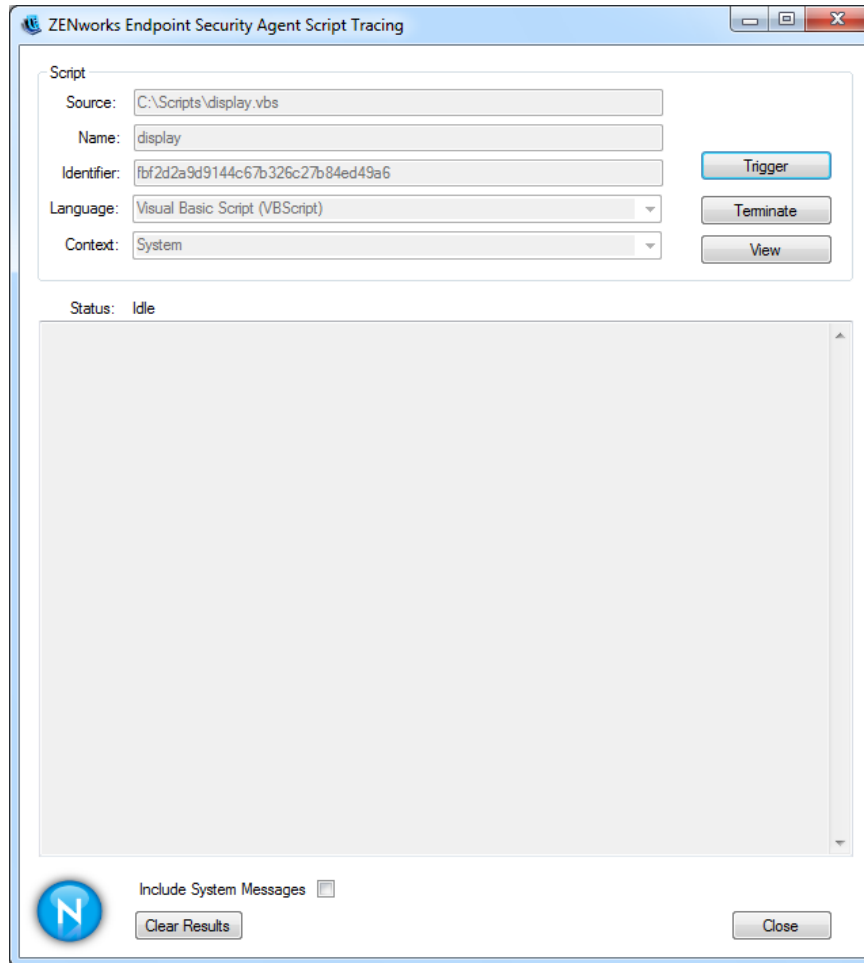 ZENworks Endpoint Security Agent Script Tracing
Script
Source: C:\Scripts\display.vbs
Name: display
Identifier: fbf2d2a9d9144c67b326c27b84ed49a6
Trigger
Language: Visual Basic Script (VBScript)
Terminate
Context: System
View
Status: Idle
Include System Messages
N
Clear Results
Close